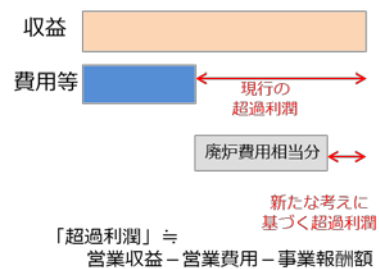 収益
費用等
現行の
超過利潤
廃炉費用相当分
新たな考えに
基づく超過利潤
「超過利潤」≒
営業収益－営業費用－事業報酬額